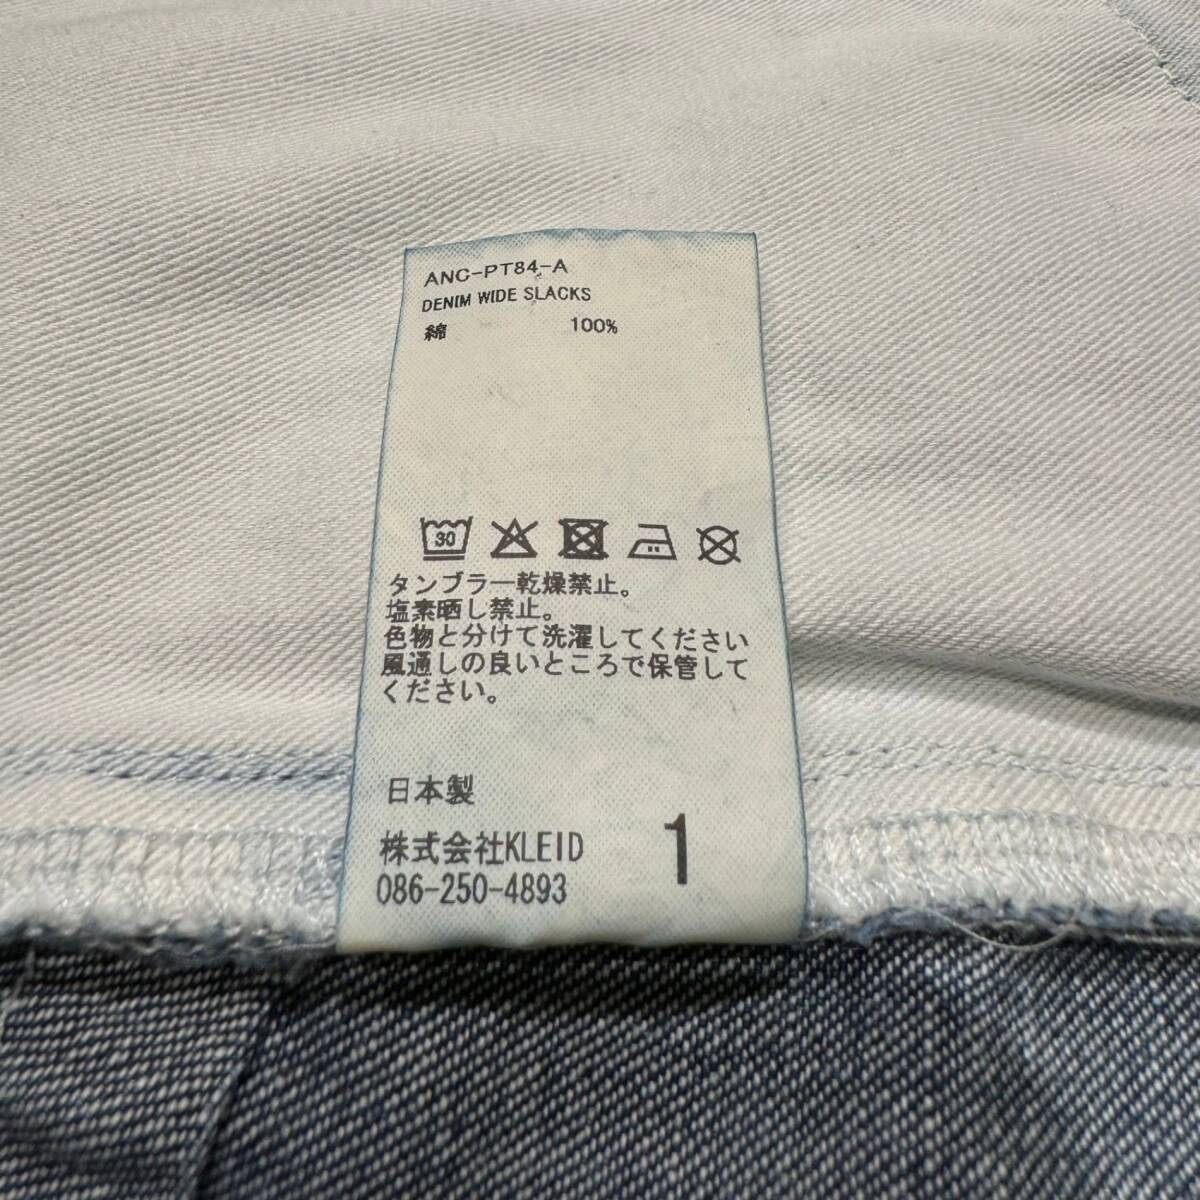 ANC-PT84-A
DENIM WIDE SLACKS
綿 100%
30
タンブラー乾燥禁止。
塩素晒し禁止。
色物と分けて洗濯してください
風通しの良いところで保管して
ください。
日本製
株式会社KLEID
086-250-4893
1